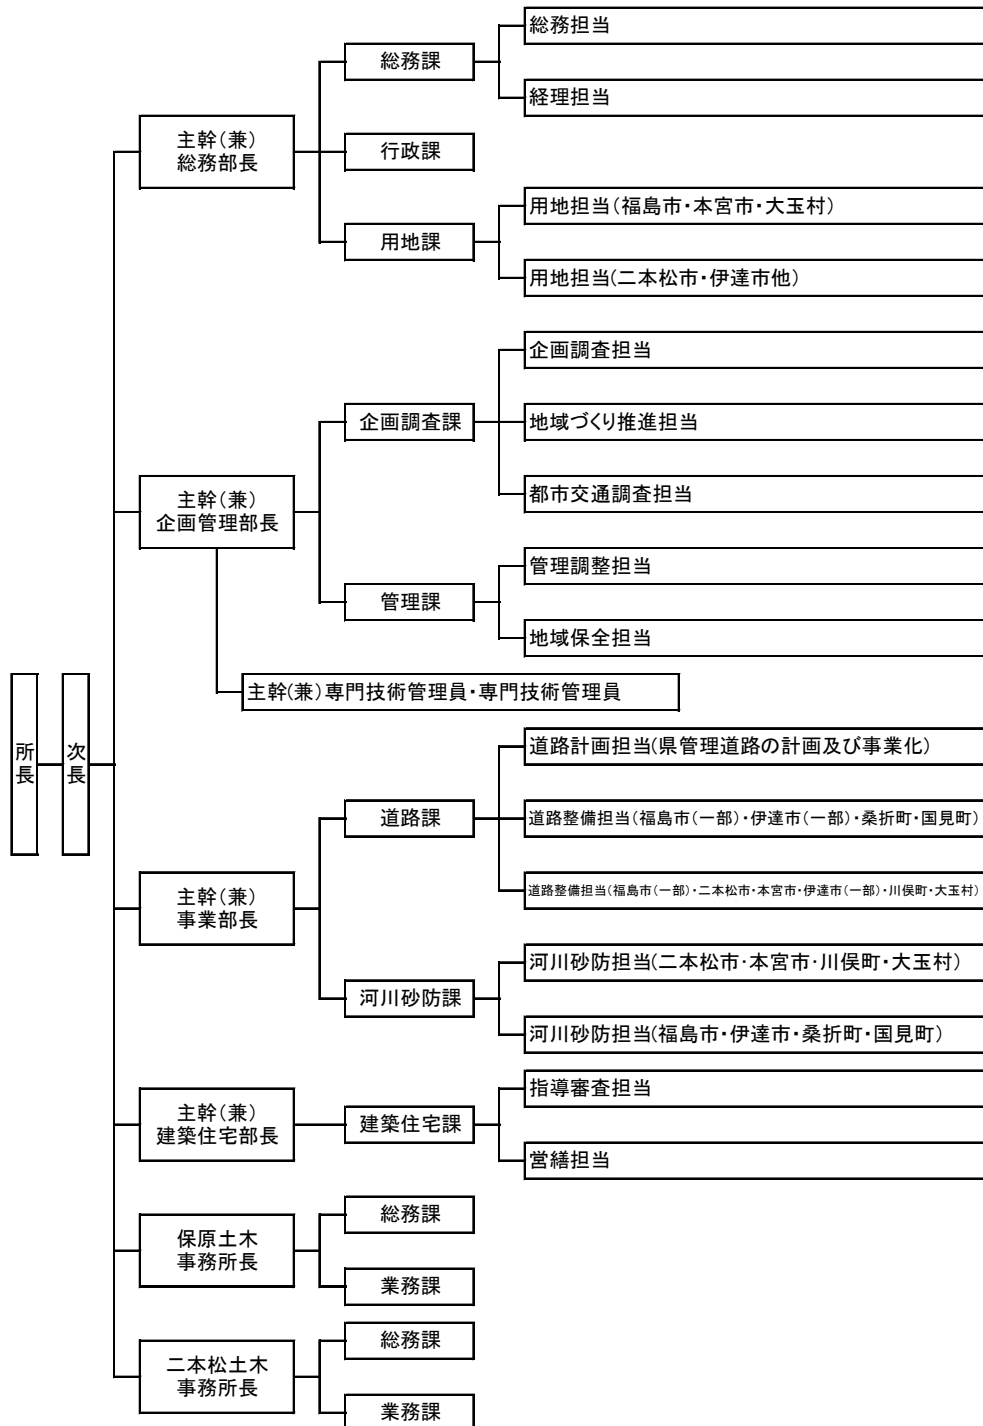 所長
次長
主幹(兼)
総務部長
総務課
総務担当
経理担当
行政課
用地課
用地担当(福島市・本宮市・大玉村)
用地担当(二本松市・伊達市他)
主幹(兼)
企画管理部長
企画調査課
企画調査担当
地域づくり推進担当
都市交通調査担当
管理課
管理調整担当
地域保全担当
主幹(兼)専門技術管理員・専門技術管理員
主幹(兼)
事業部長
道路課
道路計画担当(県管理道路の計画及び事業化)
道路整備担当(福島市(一部)・伊達市(一部)・桑折町・国見町)
道路整備担当(福島市(一部)・二本松市・本宮市・伊達市(一部)・川俣町・大玉村)
河川砂防課
河川砂防担当(二本松市・本宮市・川俣町・大玉村)
河川砂防担当(福島市・伊達市・桑折町・国見町)
主幹(兼)
建築住宅部長
建築住宅課
指導審査担当
営繕担当
保原土木
事務所長
総務課
業務課
二本松土木
事務所長
総務課
業務課